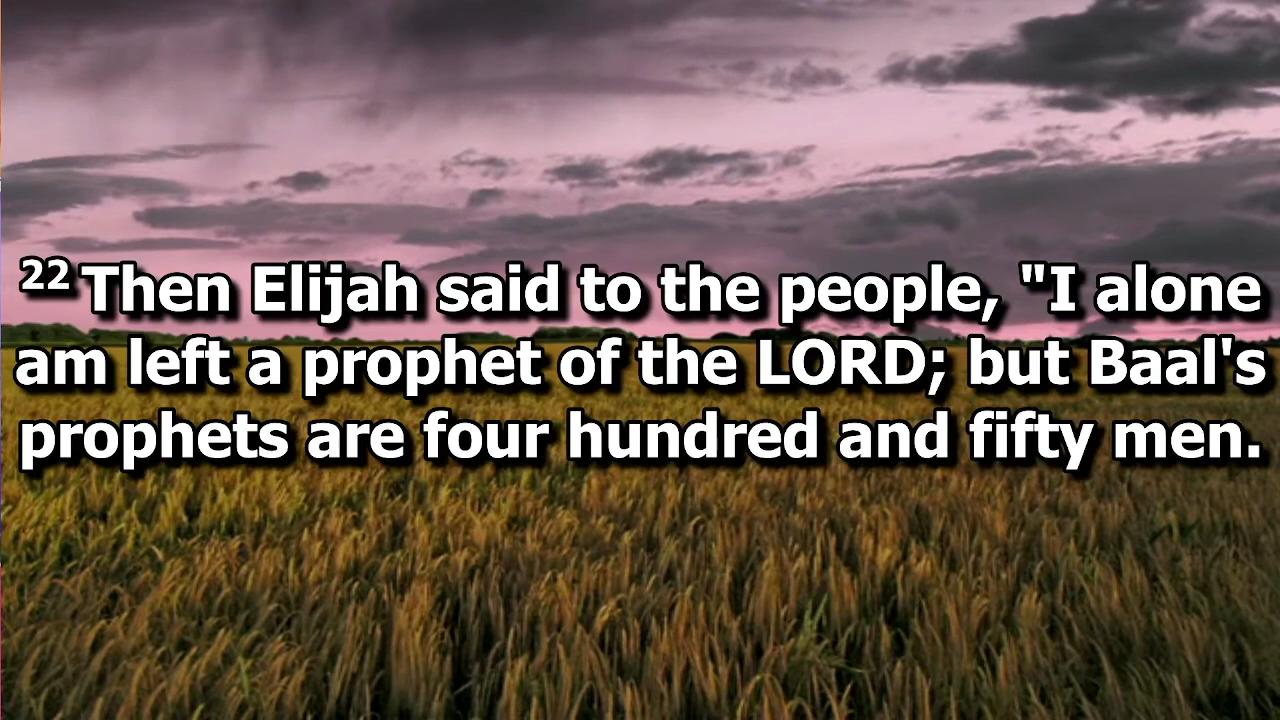 22 Then Elijah said to the people, "I alone
am left a prophet of the LORD; but Baal's
prophets are four hundred and fifty men.